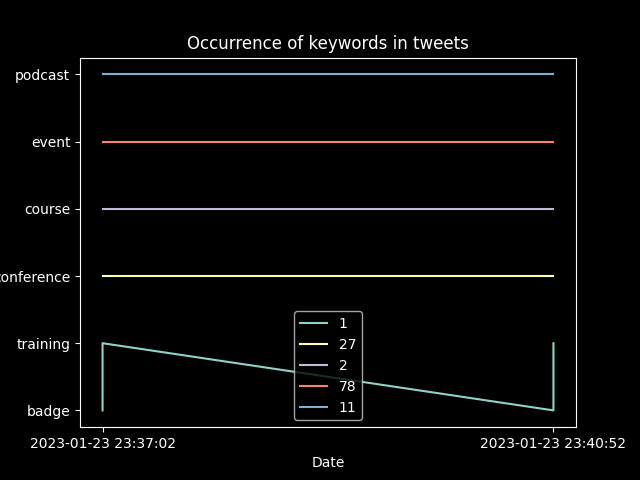 Occurrence of keywords in tweets
podcast
event
course
onference
training
badge
1
27
2
78
11
2023-01-23 23:37:02
2023-01-23 23:40:52
Date